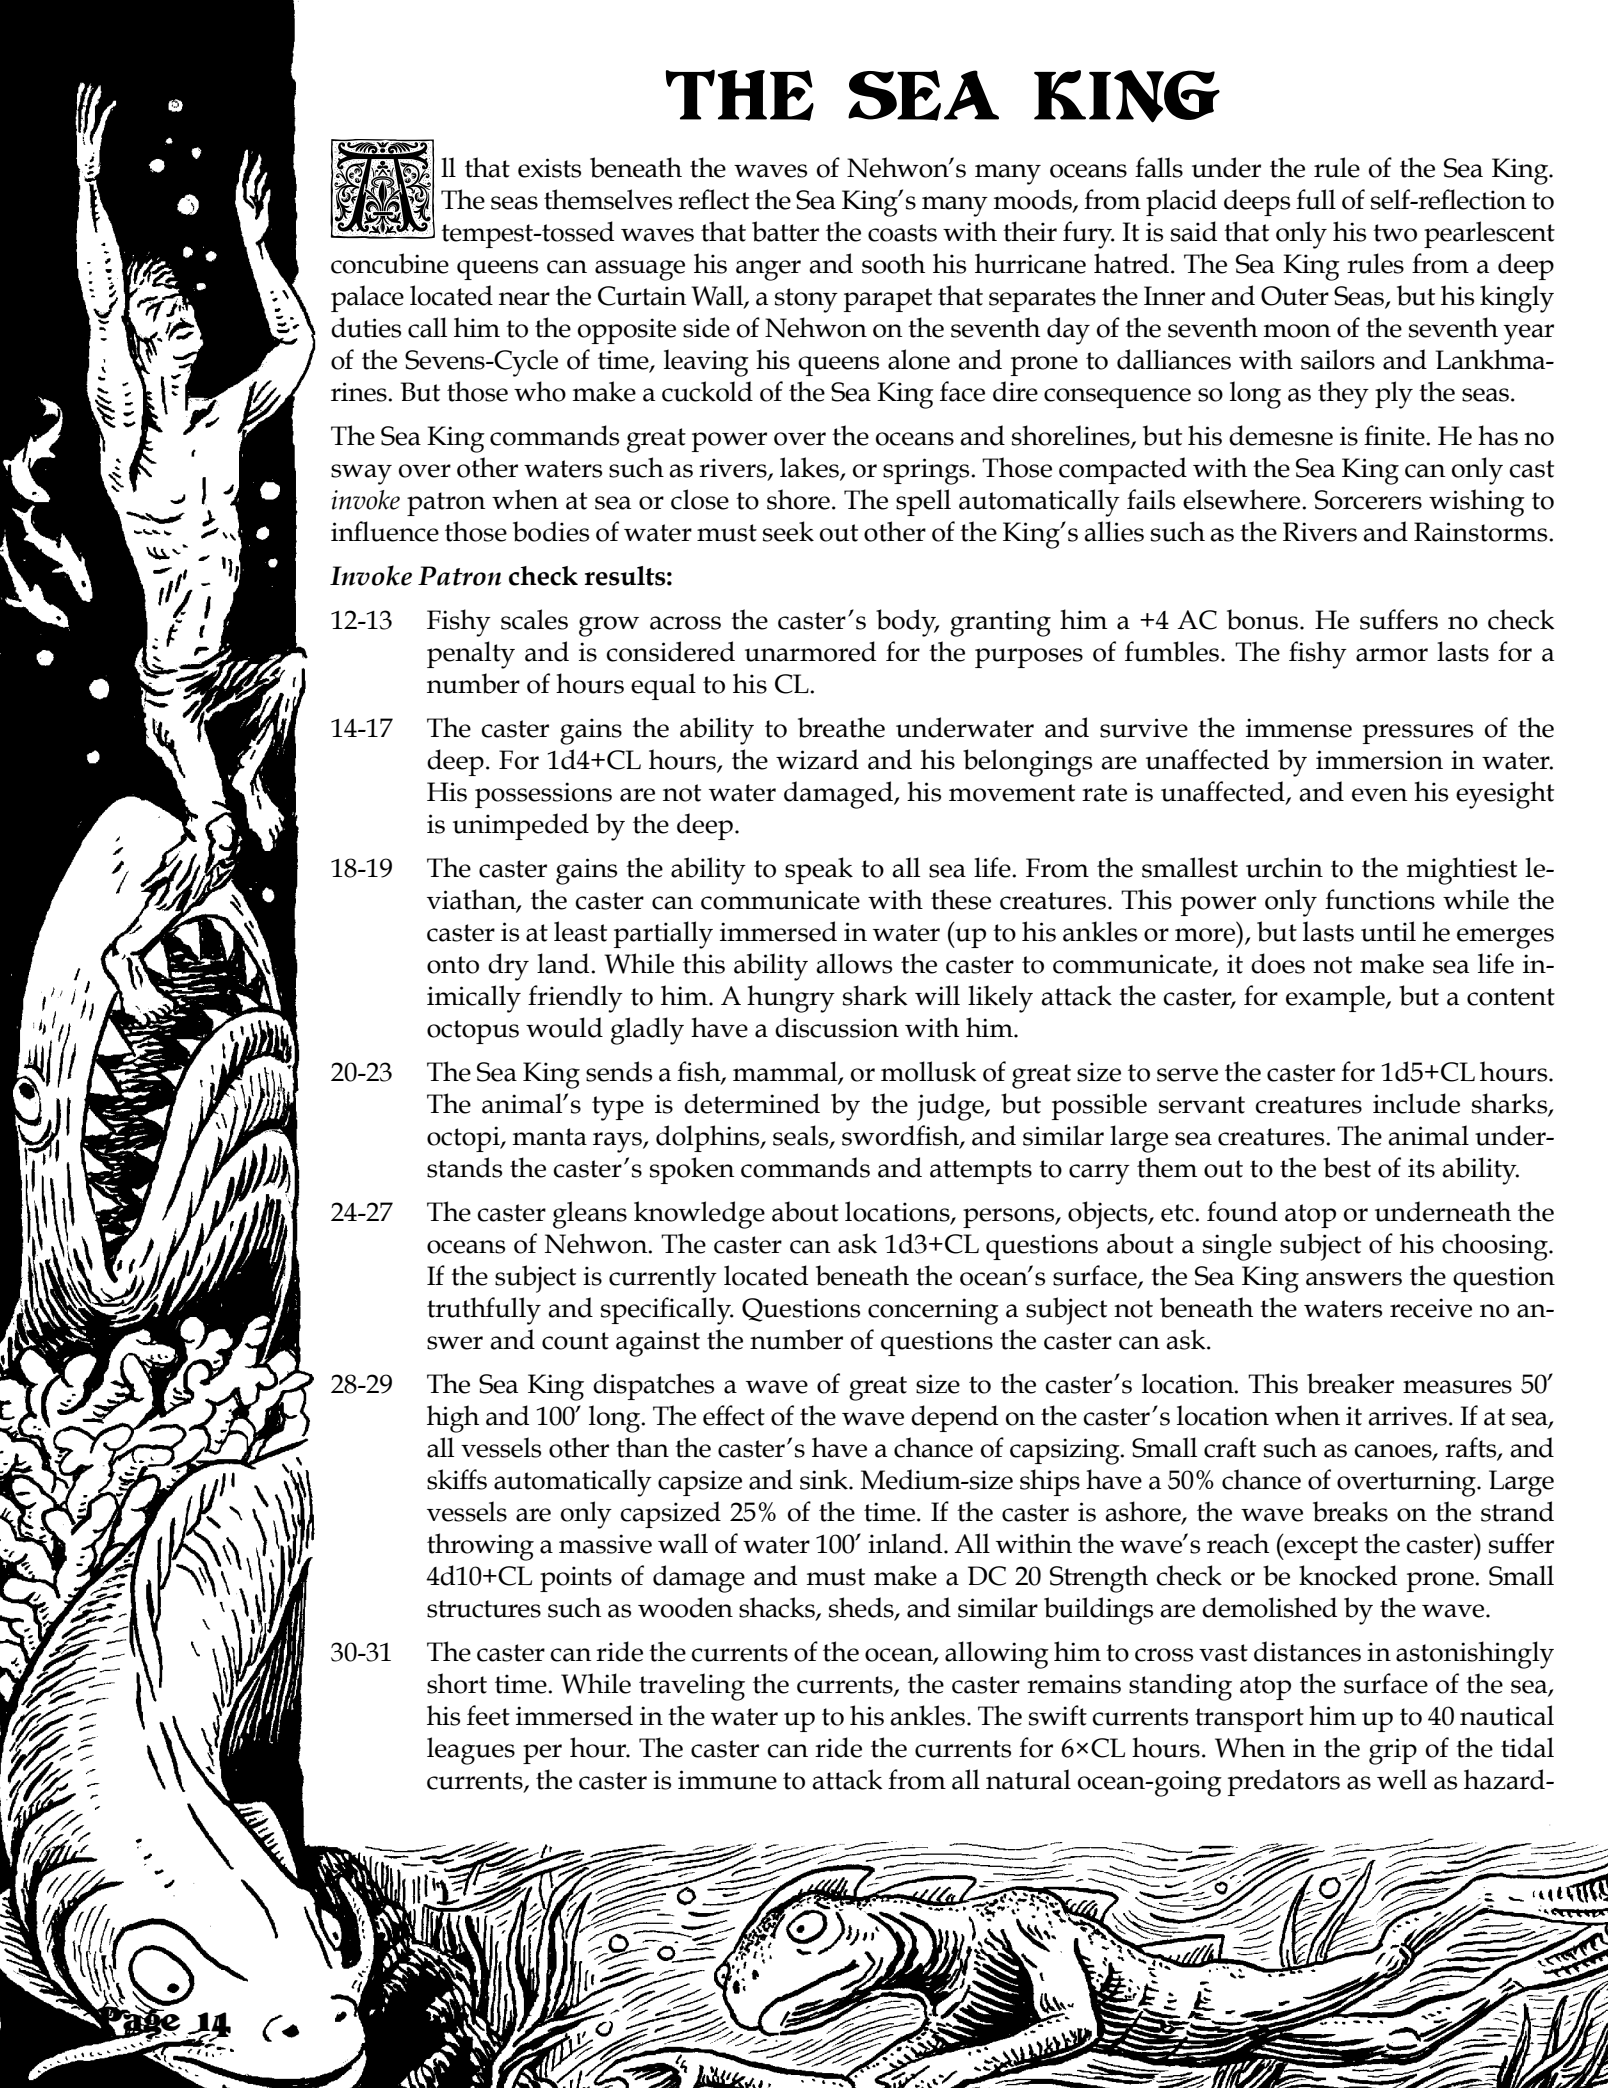 THE SEA KING
All that exists beneath the waves of Nehwon's many oceans falls under the rule of the Sea King.
The seas themselves reflect the Sea King's many moods, from placid deeps full of self-reflection to
tempest-tossed waves that batter the coasts with their fury. It is said that only his two pearlescent
concubine queens can assuage his anger and sooth his hurricane hatred. The Sea King rules from a deep
palace located near the Curtain Wall, a stony parapet that separates the Inner and Outer Seas, but his kingly
duties call him to the opposite side of Nehwon on the seventh day of the seventh moon of the seventh year
of the Sevens-Cycle of time, leaving his queens alone and prone to dalliances with sailors and Lankhma-
rines. But those who make a cuckold of the Sea King face dire consequence so long as they ply the seas.
The Sea King commands great power over the oceans and shorelines, but his demesne is finite. He has no
sway over other waters such as rivers, lakes, or springs. Those compacted with the Sea King can only cast
invoke patron when at sea or close to shore. The spell automatically fails elsewhere. Sorcerers wishing to
influence those bodies of water must seek out other of the King's allies such as the Rivers and Rainstorms.
Invoke Patron check results:
12-13 Fishy scales grow across the caster's body, granting him a +4 AC bonus. He suffers no check
penalty and is considered unarmored for the purposes of fumbles. The fishy armor lasts for a
number of hours equal to his CL.
14-17 The caster gains the ability to breathe underwater and survive the immense pressures of the
deep. For 1d4+CL hours, the wizard and his belongings are unaffected by immersion in water.
His possessions are not water damaged, his movement rate is unaffected, and even his eyesight
is unimpeded by the deep.
18-19 The caster gains the ability to speak to all sea life. From the smallest urchin to the mightiest le-
viathan, the caster can communicate with these creatures. This power only functions while the
caster is at least partially immersed in water (up to his ankles or more), but lasts until he emerges
onto dry land. While this ability allows the caster to communicate, it does not make sea life in-
imically friendly to him. A hungry shark will likely attack the caster, for example, but a content
octopus would gladly have a discussion with him.
20-23 The Sea King sends a fish, mammal, or mollusk of great size to serve the caster for 1d5+CL hours.
The animal's type is determined by the judge, but possible servant creatures include sharks,
octopi, manta rays, dolphins, seals, swordfish, and similar large sea creatures. The animal under-
stands the caster's spoken commands and attempts to carry them out to the best of its ability.
24-27 The caster gleans knowledge about locations, persons, objects, etc. found atop or underneath the
oceans of Nehwon. The caster can ask 1d3+CL questions about a single subject of his choosing.
If the subject is currently located beneath the ocean's surface, the Sea King answers the question
truthfully and specifically. Questions concerning a subject not beneath the waters receive no an-
swer and count against the number of questions the caster can ask.
28-29 The Sea King dispatches a wave of great size to the caster's location. This breaker measures 50′
high and 100′ long. The effect of the wave depend on the caster's location when it arrives. If at sea,
all vessels other than the caster's have a chance of capsizing. Small craft such as canoes, rafts, and
skiffs automatically capsize and sink. Medium-size ships have a 50% chance of overturning. Large
vessels are only capsized 25% of the time. If the caster is ashore, the wave breaks on the strand
throwing a massive wall of water 100′ inland. All within the wave's reach (except the caster) suffer
4d10+CL points of damage and must make a DC 20 Strength check or be knocked prone. Small
structures such as wooden shacks, sheds, and similar buildings are demolished by the wave.
30-31 The caster can ride the currents of the ocean, allowing him to cross vast distances in astonishingly
short time. While traveling the currents, the caster remains standing atop the surface of the sea,
his feet immersed in the water up to his ankles. The swift currents transport him up to 40 nautical
leagues per hour. The caster can ride the currents for 6×CL hours. When in the grip of the tidal
currents, the caster is immune to attack from all natural ocean-going predators as well as hazard-
Page 14